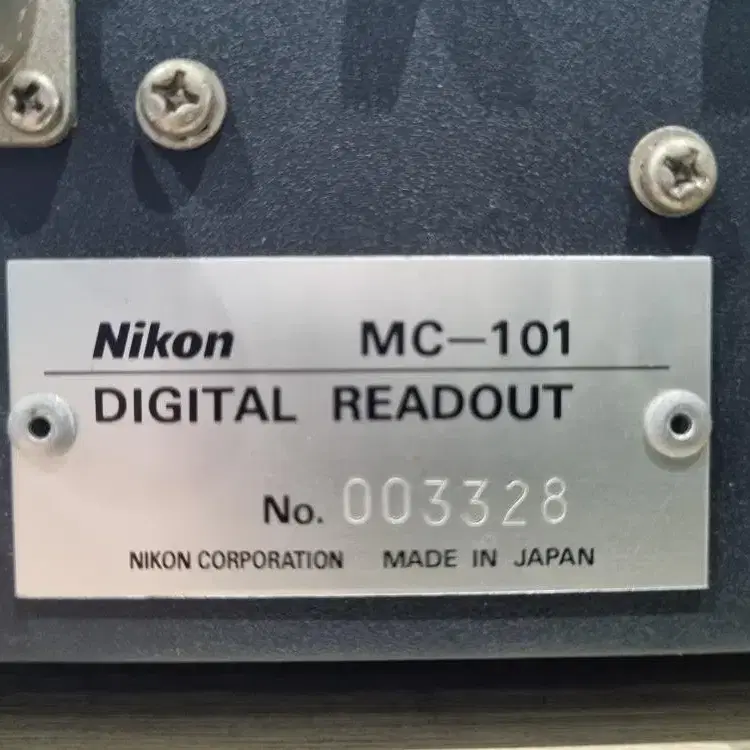 Nikon MC-101
DIGITAL READOUT
No. 003328
NIKON CORPORATION MADE IN JAPAN